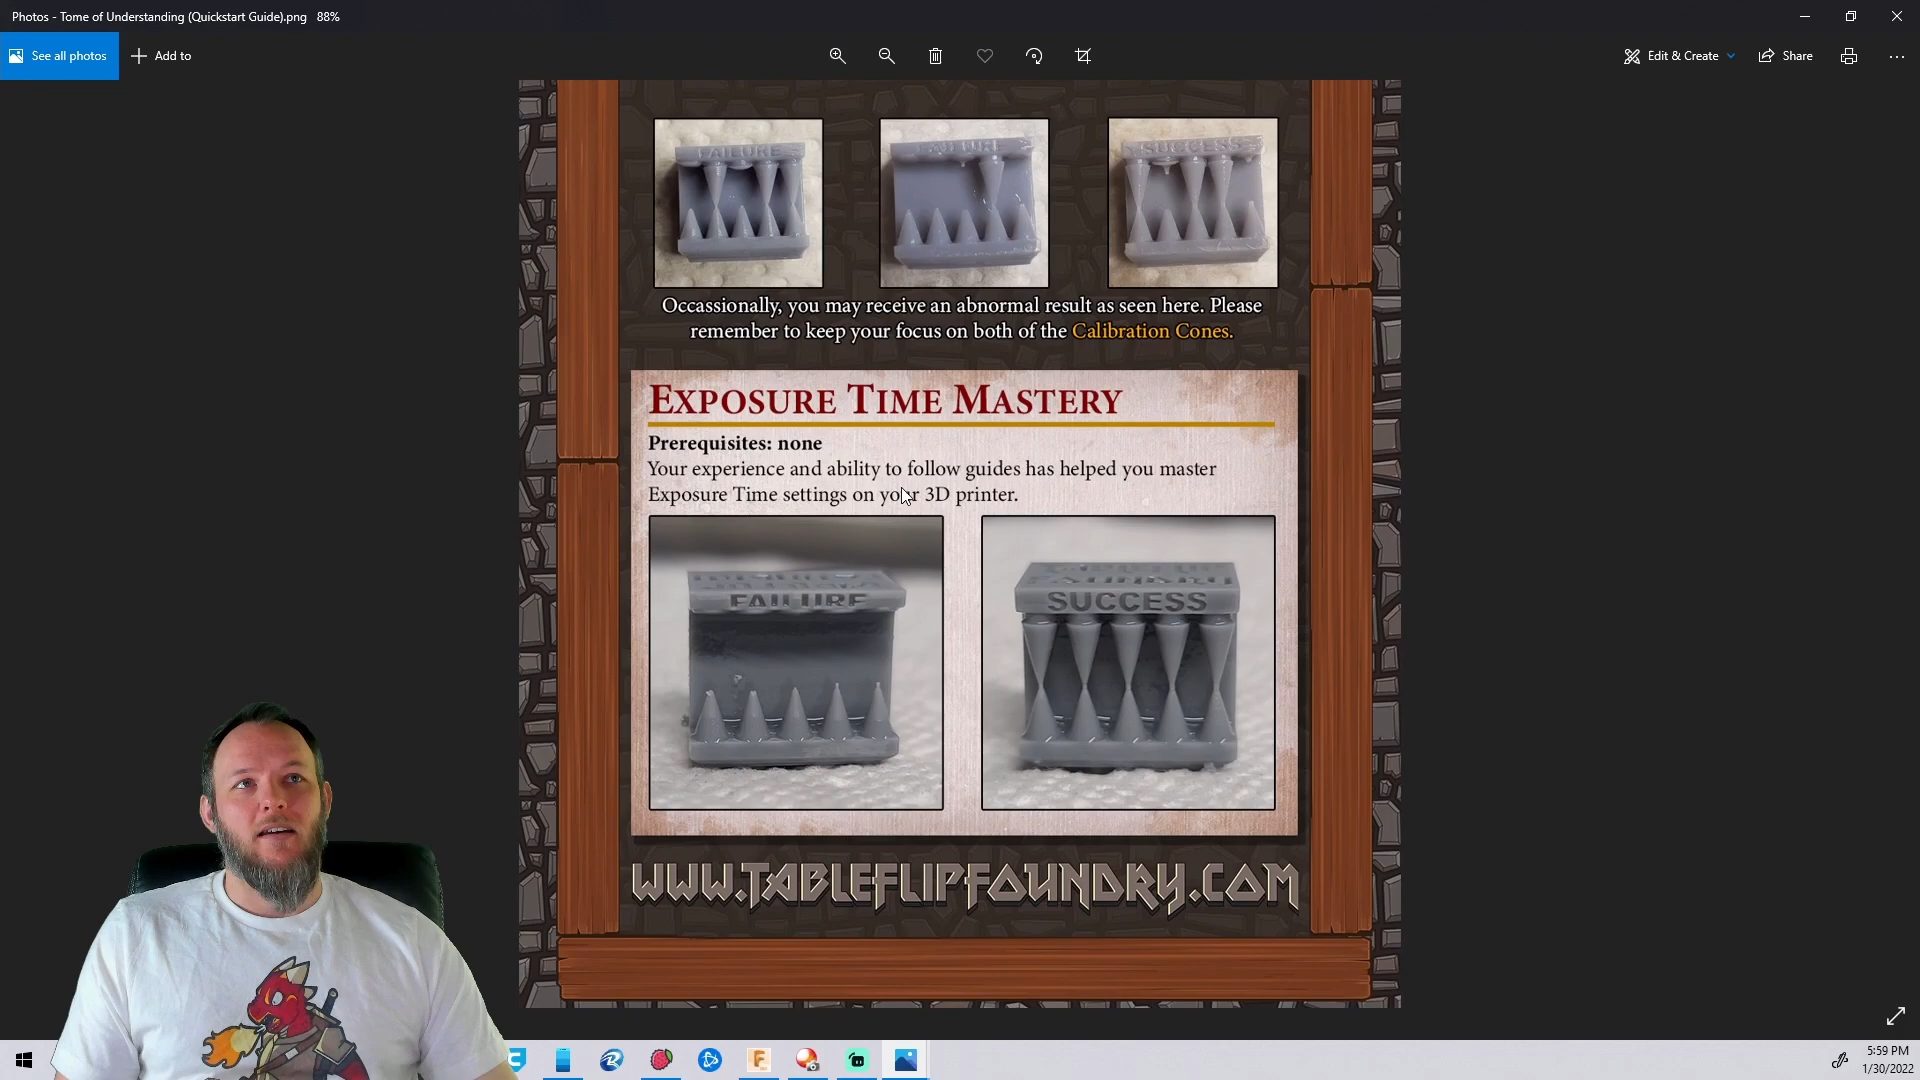 Photos - Tome of Understanding (Quickstart Guide).png 88%
See all photos
Add to
Edit & Create
Share
FAILURE
FAILURE
SUCCESS
Occassionally, you may receive an abnormal result as seen here. Please
remember to keep your focus on both of the Calibration Cones.
EXPOSURE TIME MASTERY
Prerequisites: none
Your experience and ability to follow guides has helped you master
Exposure Time settings on your 3D printer.
FAILURE
SUCCESS
WWW.TABLEFLIPFOUNDRY.COM
5:59 PM
1/30/2022